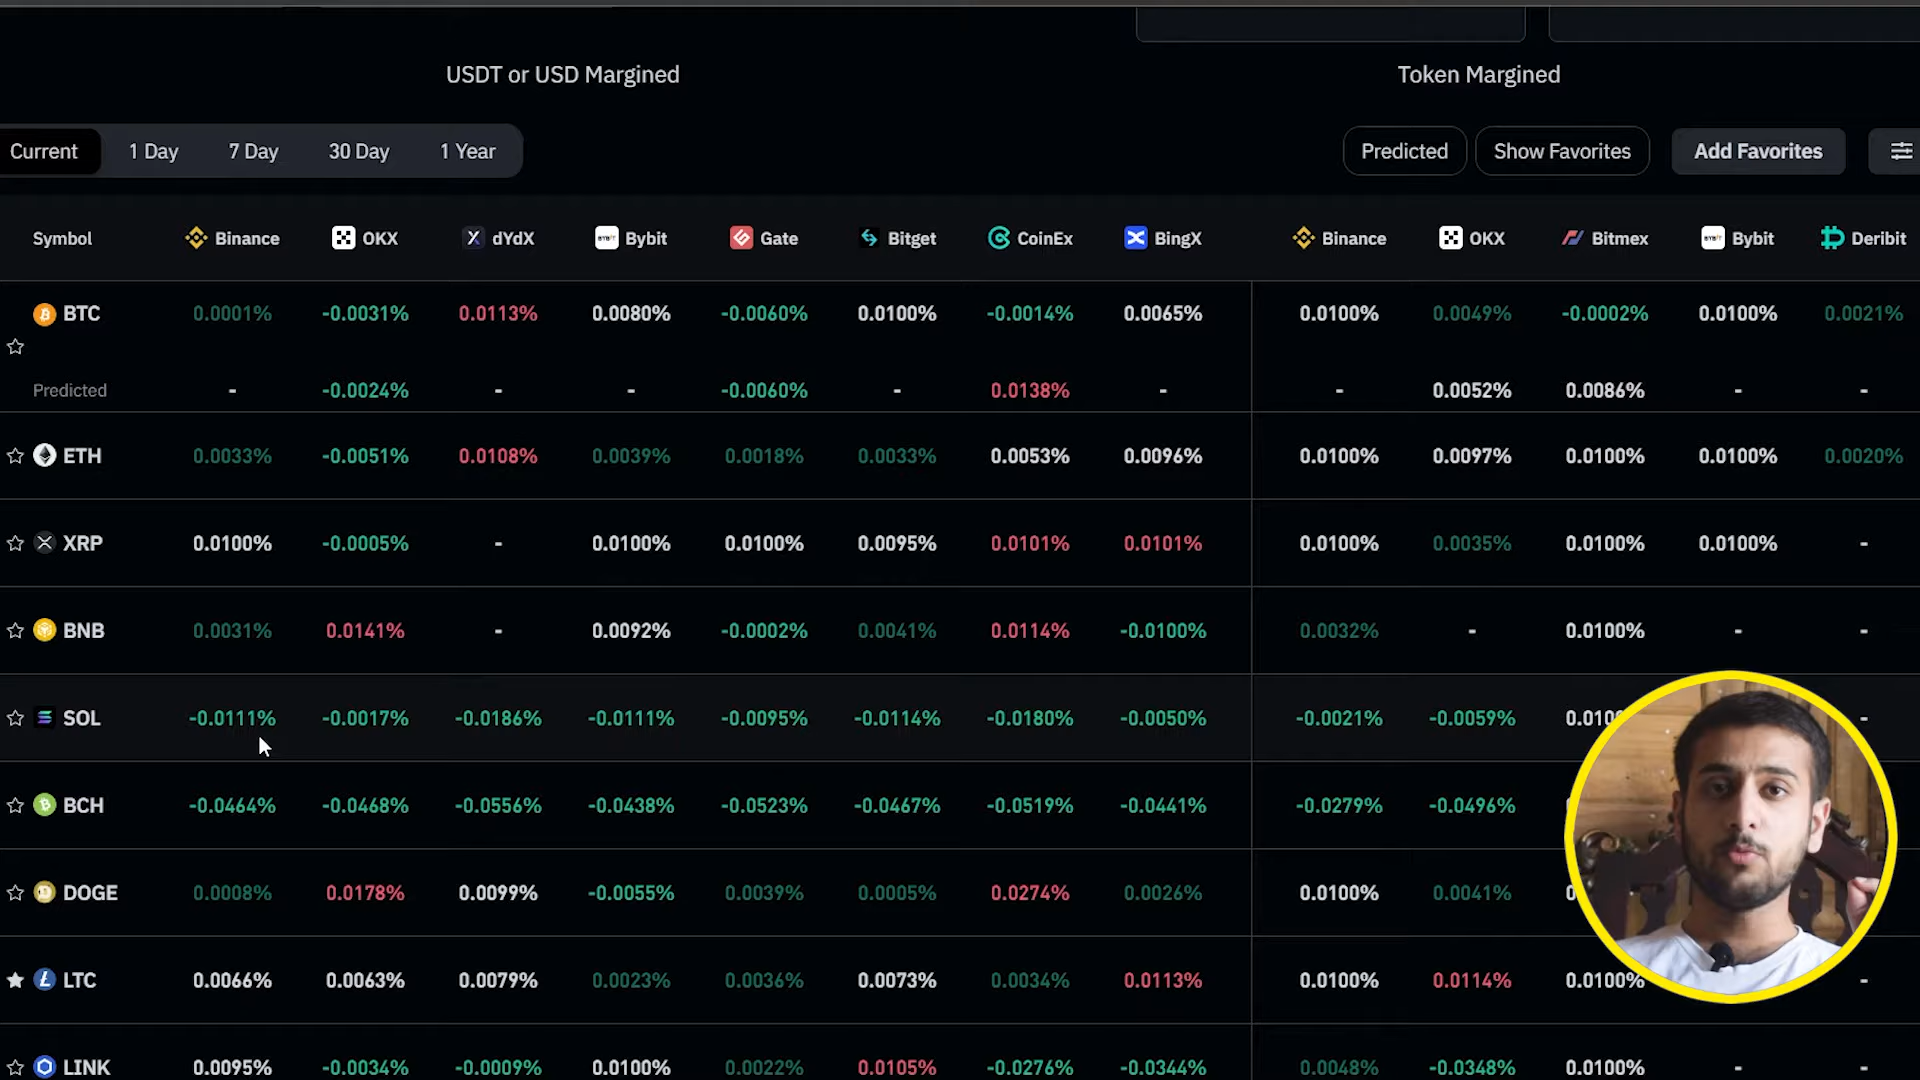 USDT or USD Margined Token Margined
Current 1 Day 7 Day 30 Day 1 Year Predicted Show Favorites Add Favorites
Symbol Binance OKX dYdX Bybit Gate Bitget CoinEx BingX Binance OKX Bitmex Bybit Deribit
BTC 0.0001% -0.0031% 0.0113% 0.0080% -0.0060% 0.0100% -0.0014% 0.0065% 0.0100% 0.0049% -0.0002% 0.0100% 0.0021%
Predicted - -0.0024% - - -0.0060% - 0.0138% - - 0.0052% 0.0086% - -
ETH 0.0033% -0.0051% 0.0108% 0.0039% 0.0018% 0.0033% 0.0053% 0.0096% 0.0100% 0.0097% 0.0100% 0.0100% 0.0020%
XRP 0.0100% -0.0005% - 0.0100% 0.0100% 0.0095% 0.0101% 0.0101% 0.0100% 0.0035% 0.0100% 0.0100% -
BNB 0.0031% 0.0141% - 0.0092% -0.0002% 0.0041% 0.0114% -0.0100% 0.0032% - 0.0100% - -
SOL -0.0111% -0.0017% -0.0186% -0.0111% -0.0095% -0.0114% -0.0180% -0.0050% -0.0021% -0.0059% -
BCH -0.0464% -0.0468% -0.0556% -0.0438% -0.0523% -0.0467% -0.0519% -0.0441% -0.0279% -0.0496%
DOGE 0.0008% 0.0178% 0.0099% -0.0055% 0.0039% 0.0005% 0.0274% 0.0026% 0.0100% 0.0041%
LTC 0.0066% 0.0063% 0.0079% 0.0023% 0.0036% 0.0073% 0.0034% 0.0113% 0.0100% 0.0114% 0.0100% -
LINK 0.0095% -0.0034% -0.0009% 0.0100% 0.0022% 0.0105% -0.0276% -0.0344% 0.0048% -0.0348% 0.0100% - -